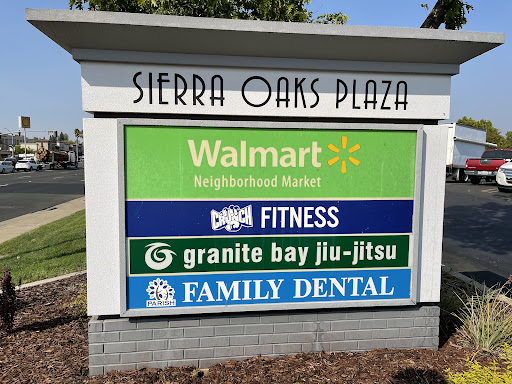 SIERRA OAKS PLAZA
Walmart
Neighborhood Market
CRUNCH FITNESS
granite bay jiu-jitsu
PARISH FAMILY DENTAL